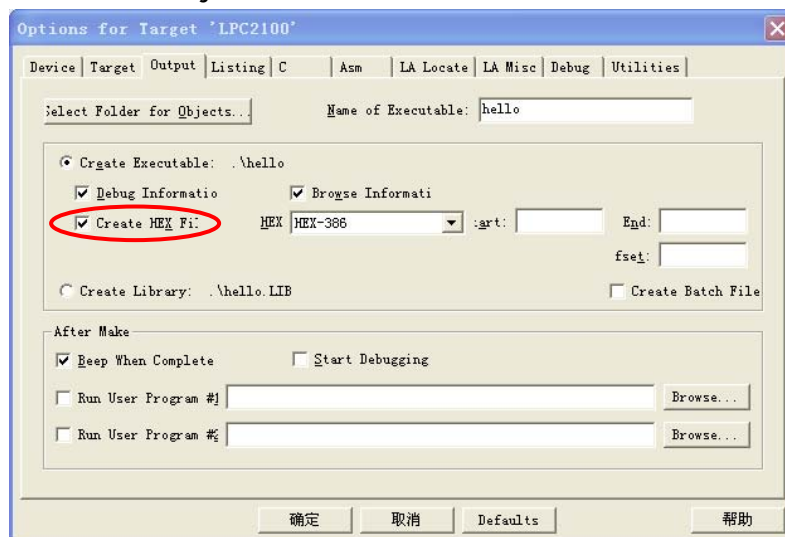 Options for Target 'LPC2100'
Device Target Output Listing C Asm LA Locate LA Misc Debug Utilities
Select Folder for Objects... Name of Executable: hello
Create Executable: .\hello
Debug Informatio Browse Informati
Create HEX Fi: HEX HEX-386 :art: End:
fset:
Create Library: .\hello.LIB Create Batch File
After Make
Beep When Complete Start Debugging
Run User Program #1 Browse...
Run User Program #2 Browse...
确定 取消 Defaults 帮助